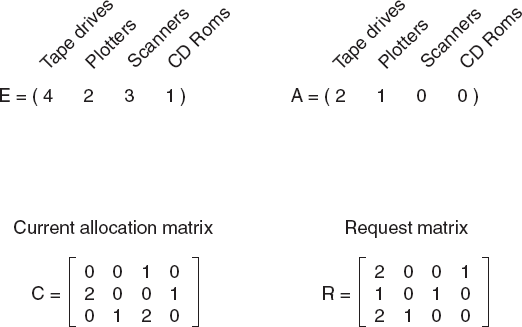 Tape drives Plotters Scanners CD Roms
E = ( 4 2 3 1 )
Tape drives Plotters Scanners CD Roms
A = ( 2 1 0 0 )
Current allocation matrix
C = [ 0 0 1 0
2 0 0 1
0 1 2 0 ]
Request matrix
R = [ 2 0 0 1
1 0 1 0
2 1 0 0 ]